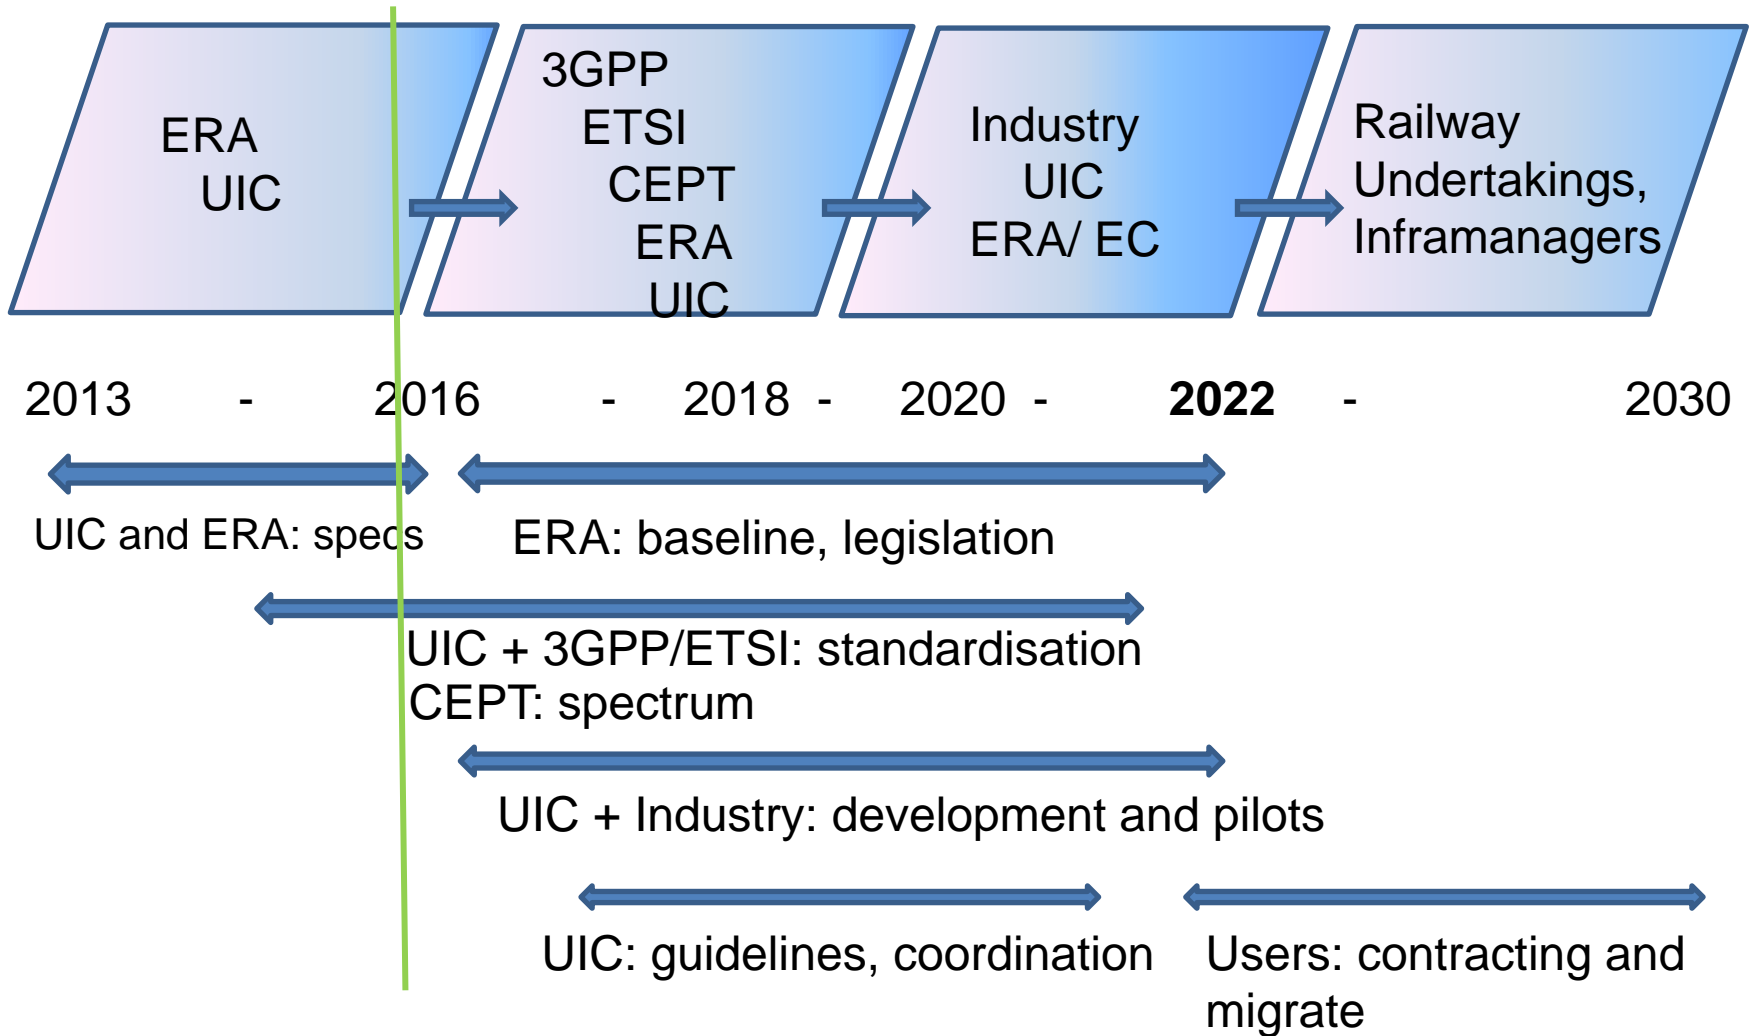 ERA
UIC
3GPP
ETSI
CEPT
ERA
UIC
Industry
UIC
ERA/ EC
Railway
Undertakings,
Inframanagers
2013 - 2016 - 2018 - 2020 - 2022 - 2030
UIC and ERA: specs
ERA: baseline, legislation
UIC + 3GPP/ETSI: standardisation
CEPT: spectrum
UIC + Industry: development and pilots
UIC: guidelines, coordination
Users: contracting and
migrate